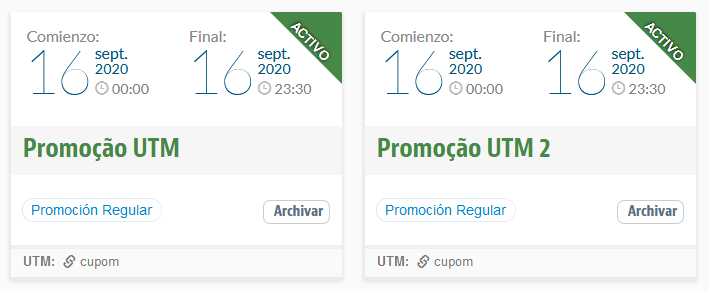 Comienzo:
16 sept. 2020
00:00
Final:
16 sept. 2020
23:30
ACTIVO
Promoção UTM
Promoción Regular
Archivar
UTM: cupom
Comienzo:
16 sept. 2020
00:00
Final:
16 sept. 2020
23:30
ACTIVO
Promoção UTM 2
Promoción Regular
Archivar
UTM: cupom